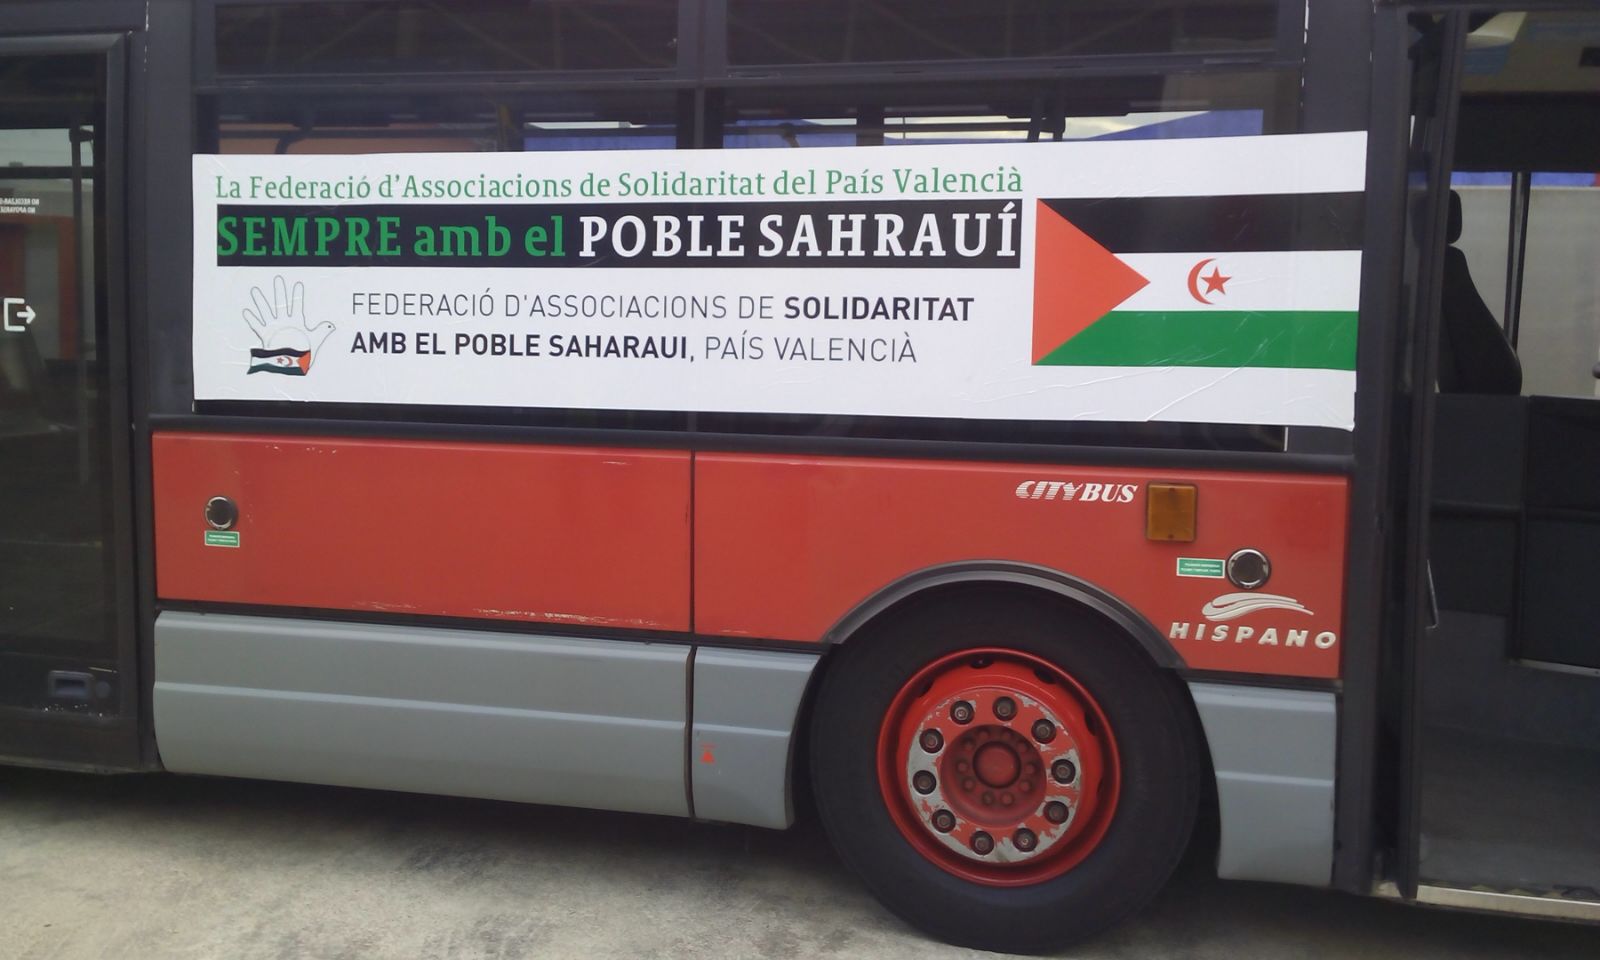 La Federació d'Associacions de Solidaritat del País Valencià
SEMPRE amb el POBLE SAHRAUÍ
FEDERACIÓ D'ASSOCIACIONS DE SOLIDARITAT
AMB EL POBLE SAHARAUI, PAÍS VALENCIÀ
CITYBUS
HISPANO